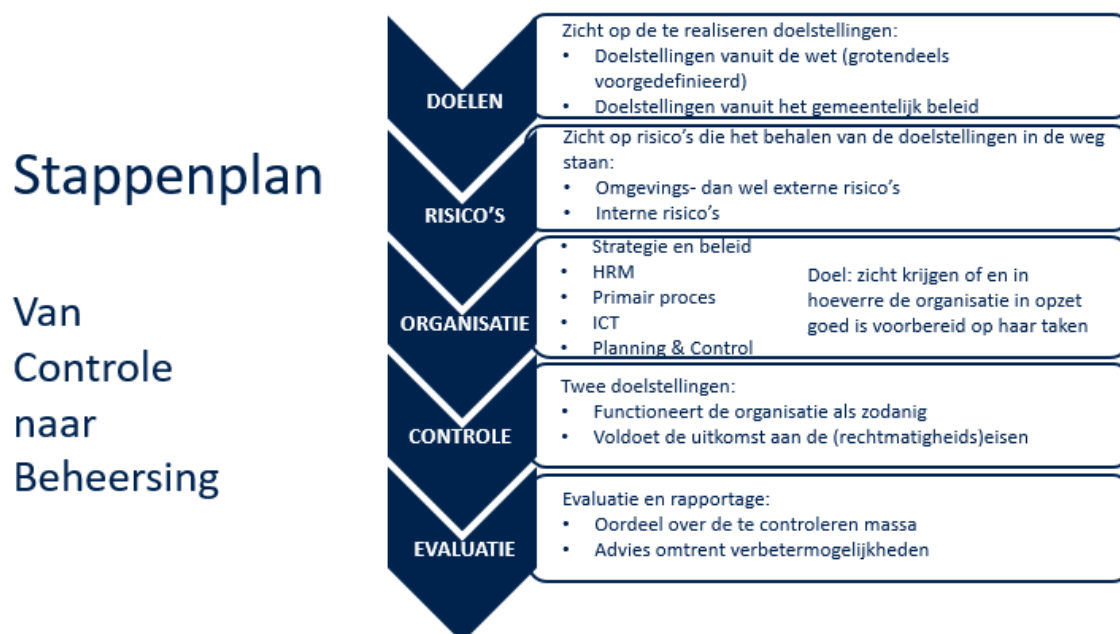 Stappenplan
Van
Controle
naar
Beheersing
DOELEN
Zicht op de te realiseren doelstellingen:
• Doelstellingen vanuit de wet (grotendeels
voorgedefinieerd)
• Doelstellingen vanuit het gemeentelijk beleid
RISICO’S
Zicht op risico’s die het behalen van de doelstellingen in de weg
staan:
• Omgevings- dan wel externe risico’s
• Interne risico’s
ORGANISATIE
• Strategie en beleid
• HRM
• Primair proces
• ICT
• Planning & Control
Doel: zicht krijgen of en in
hoeverre de organisatie in opzet
goed is voorbereid op haar taken
CONTROLE
Twee doelstellingen:
• Functioneert de organisatie als zodanig
• Voldoet de uitkomst aan de (rechtmatigheids)eisen
EVALUATIE
Evaluatie en rapportage:
• Oordeel over de te controleren massa
• Advies omtrent verbetermogelijkheden